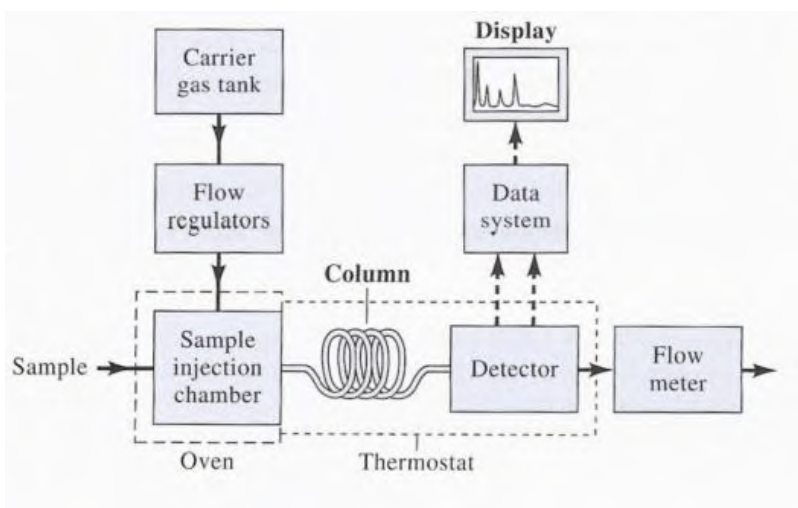 Display
Carrier
gas tank
Flow
regulators
Data
system
Column
Sample
Sample
injection
chamber
Detector
Flow
meter
Oven
Thermostat